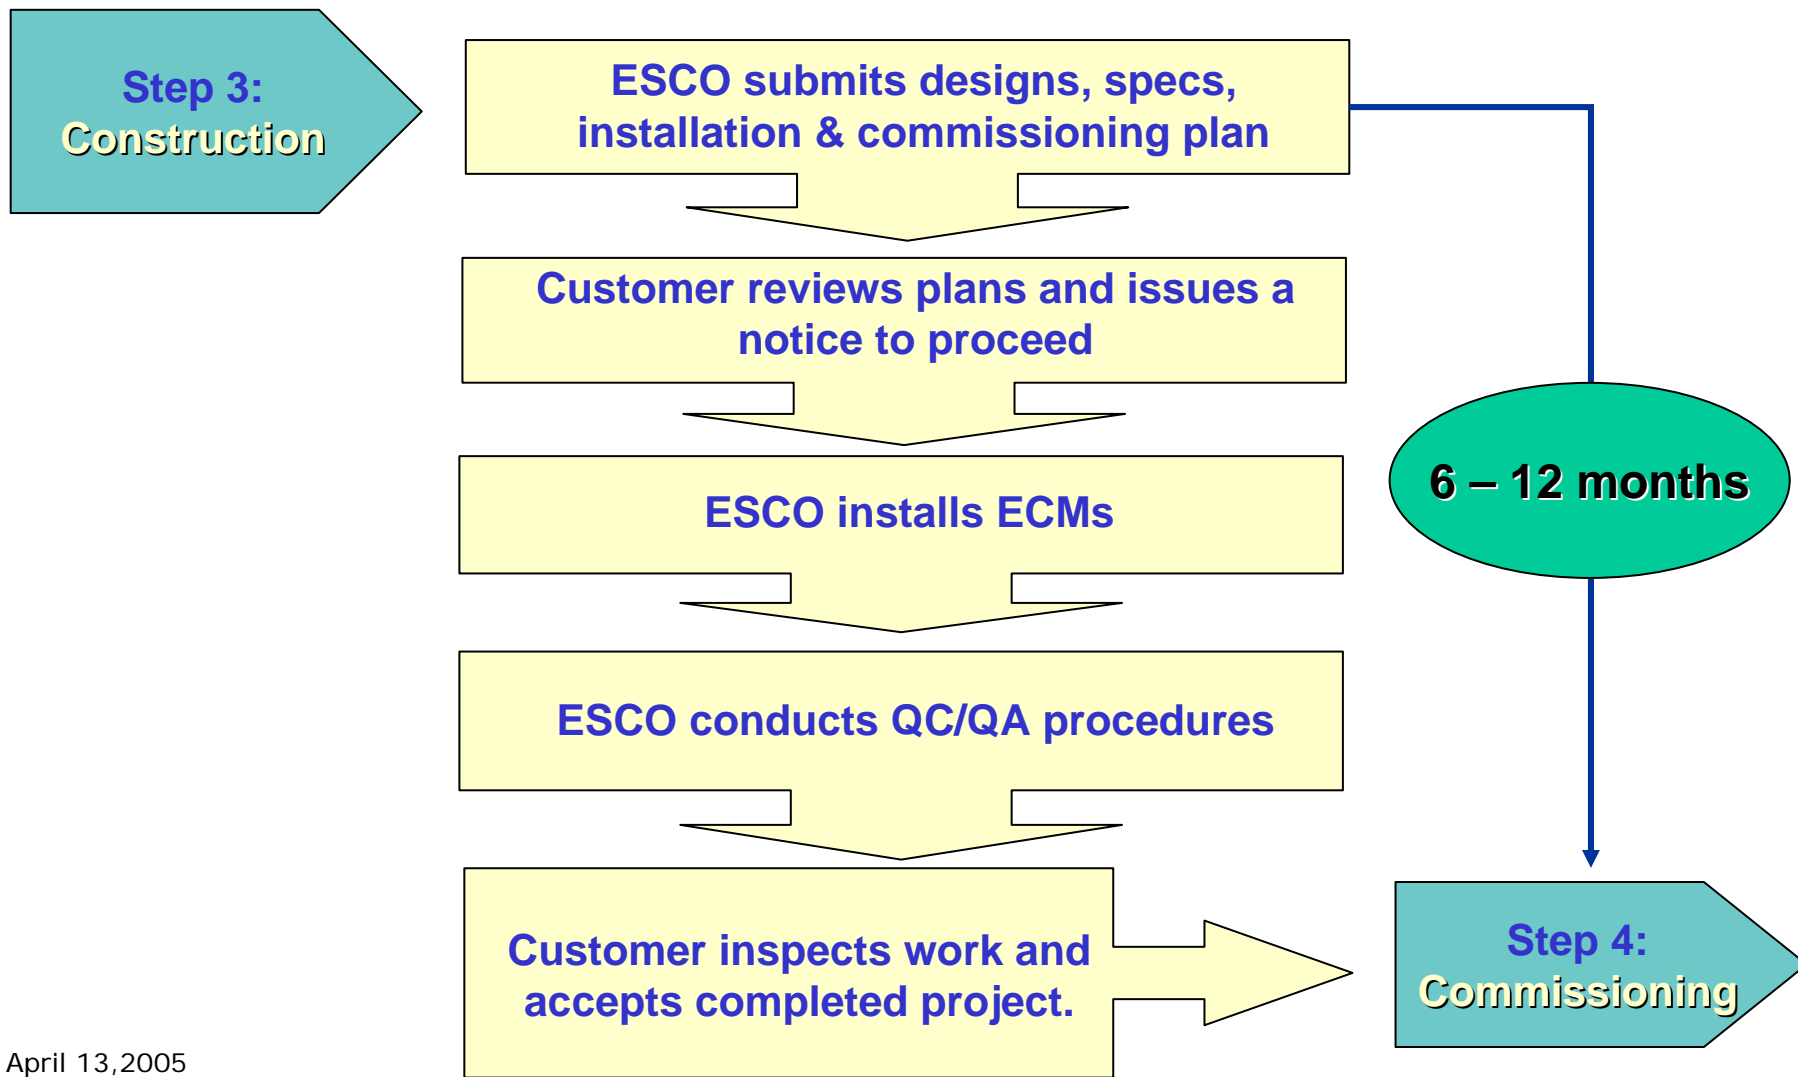 Step 3:
Construction
ESCO submits designs, specs,
installation & commissioning plan
Customer reviews plans and issues a
notice to proceed
ESCO installs ECMs
6 – 12 months
ESCO conducts QC/QA procedures
Customer inspects work and
accepts completed project.
Step 4:
Commissioning
April 13,2005